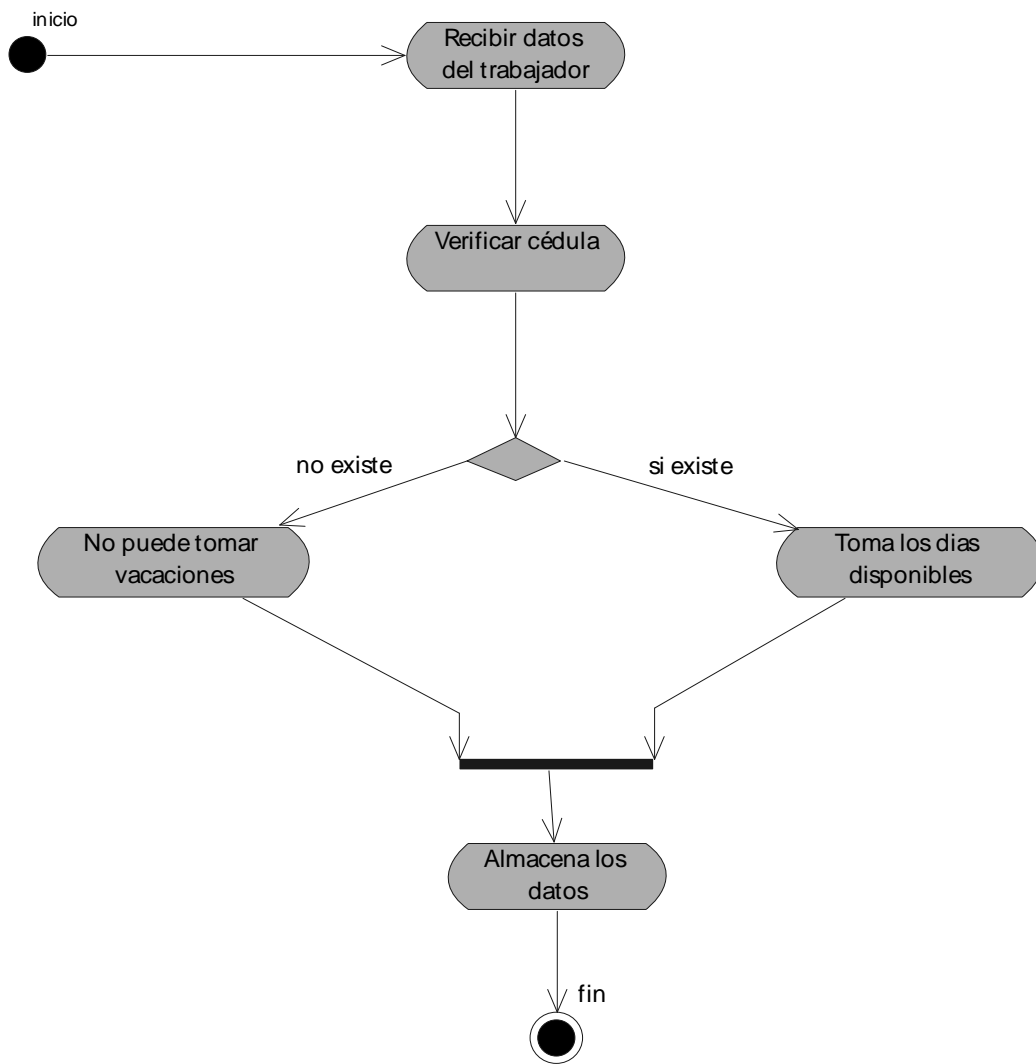 inicio
Recibir datos
del trabajador
Verificar cédula
no existe
si existe
No puede tomar
vacaciones
Toma los dias
disponibles
Almacena los
datos
fin